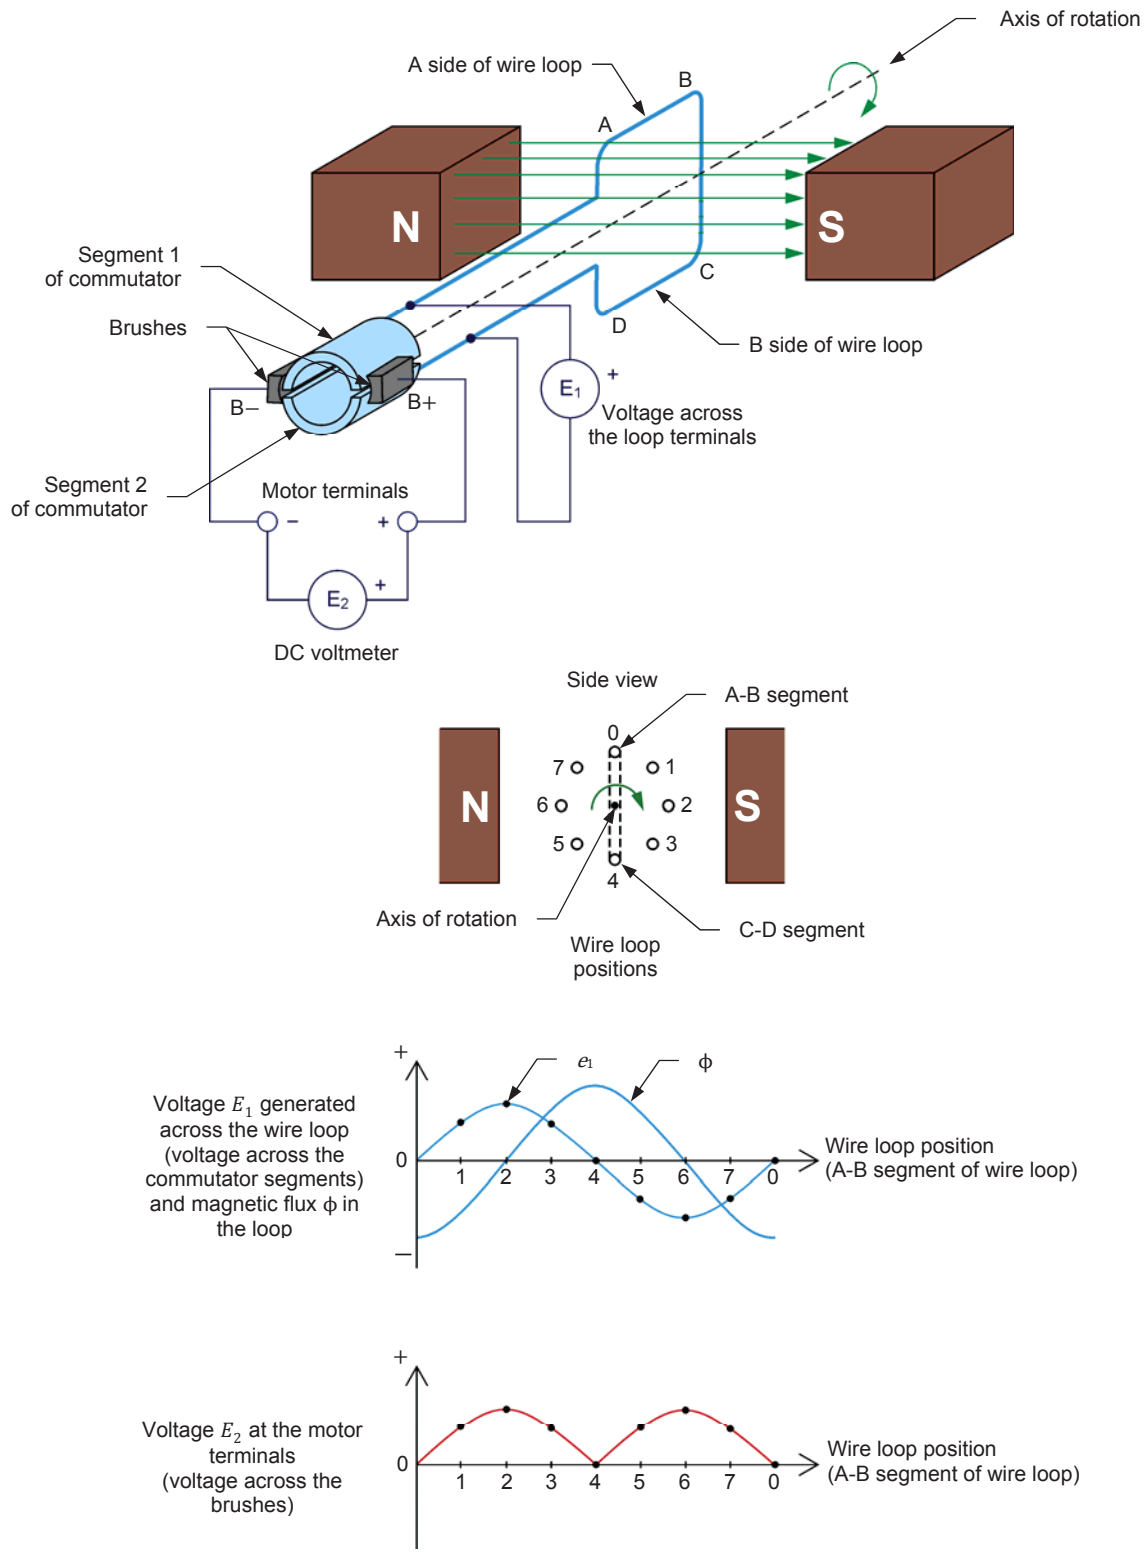 Axis of rotation
A side of wire loop
B
A
N
S
Segment 1
of commutator
C
Brushes
D
B side of wire loop
E1
+
B−
B+
Voltage across
the loop terminals
Segment 2
of commutator
Motor terminals
−
+
E2
+
DC voltmeter
Side view
A-B segment
0
7
1
N
6
2
S
5
3
4
Axis of rotation
C-D segment
Wire loop
positions
+
e1
ϕ
Voltage E1 generated
across the wire loop
(voltage across the
commutator segments)
and magnetic flux ϕ in
the loop
0
1 2 3 4 5 6 7 0
Wire loop position
(A-B segment of wire loop)
−
+
Voltage E2 at the motor
terminals
(voltage across the
brushes)
0
1 2 3 4 5 6 7 0
Wire loop position
(A-B segment of wire loop)